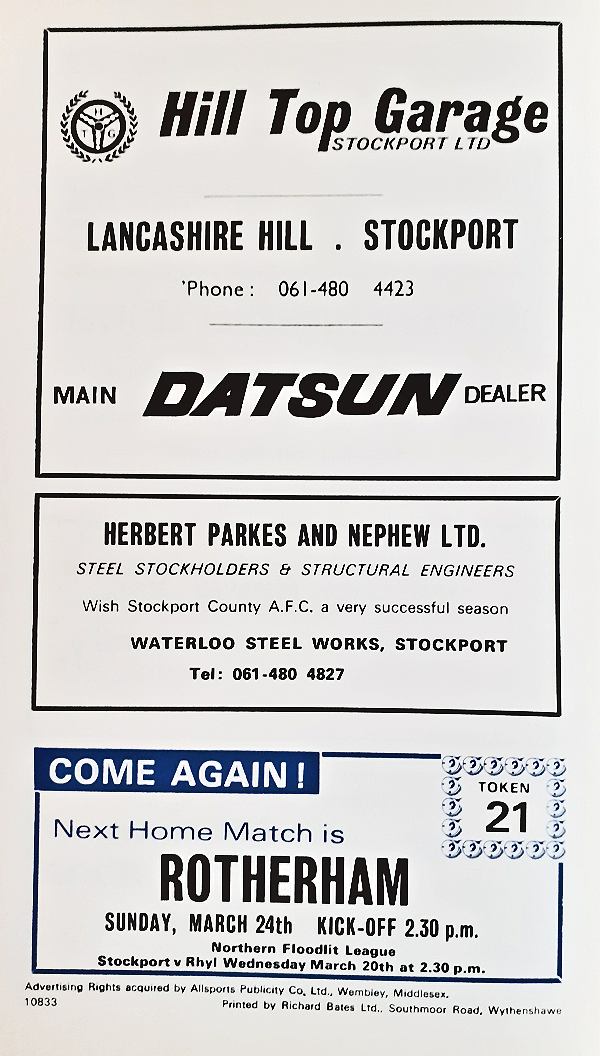 H
T G
Hill Top Garage
STOCKPORT LTD
LANCASHIRE HILL . STOCKPORT
'Phone : 061-480 4423
MAIN DATSUN DEALER
HERBERT PARKES AND NEPHEW LTD.
STEEL STOCKHOLDERS & STRUCTURAL ENGINEERS
Wish Stockport County A.F.C. a very successful season
WATERLOO STEEL WORKS, STOCKPORT
Tel: 061-480 4827
COME AGAIN!
TOKEN
21
Next Home Match is
ROTHERHAM
SUNDAY, MARCH 24th KICK-OFF 2.30 p.m.
Northern Floodlit League
Stockport v Rhyl Wednesday March 20th at 2.30 p.m.
Advertising Rights acquired by Allsports Publicity Co, Ltd., Wembley, Middlesex.
10833 Printed by Richard Bates Ltd., Southmoor Road, Wythenshawe